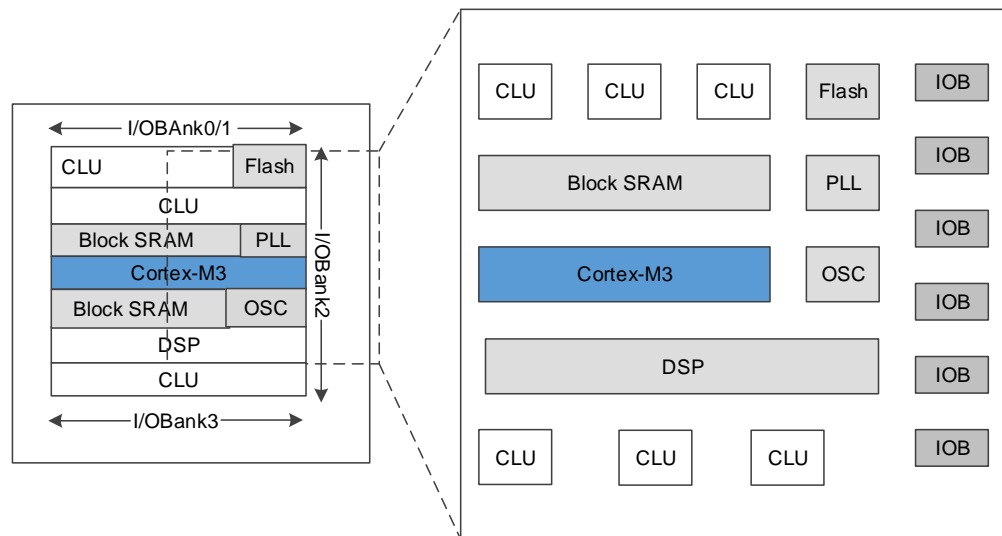 I/OBAnk0/1
CLU
Flash
CLU
Block SRAM
PLL
Cortex-M3
Block SRAM
OSC
DSP
CLU
I/OBank2
I/OBank3
CLU
CLU
CLU
Flash
IOB
Block SRAM
PLL
IOB
IOB
Cortex-M3
OSC
IOB
DSP
IOB
CLU
CLU
CLU
IOB